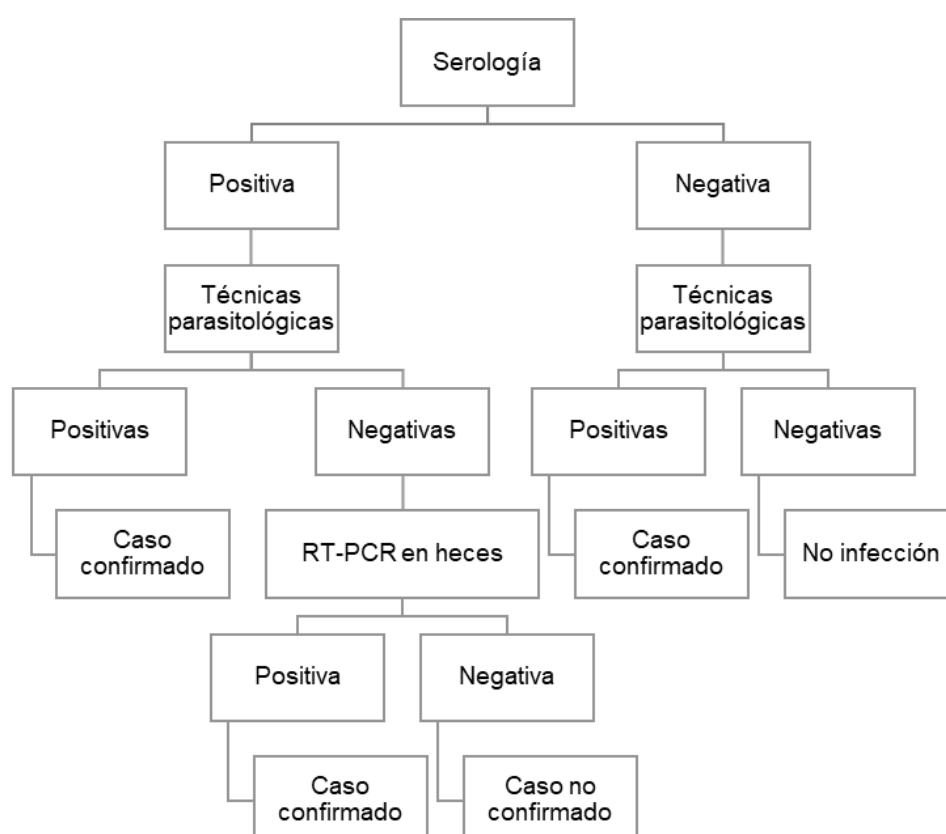 Serología
Positiva
Negativa
Técnicas
parasitológicas
Técnicas
parasitológicas
Positivas
Negativas
Positivas
Negativas
Caso
confirmado
RT-PCR en heces
Caso
confirmado
No infección
Positiva
Negativa
Caso
confirmado
Caso no
confirmado